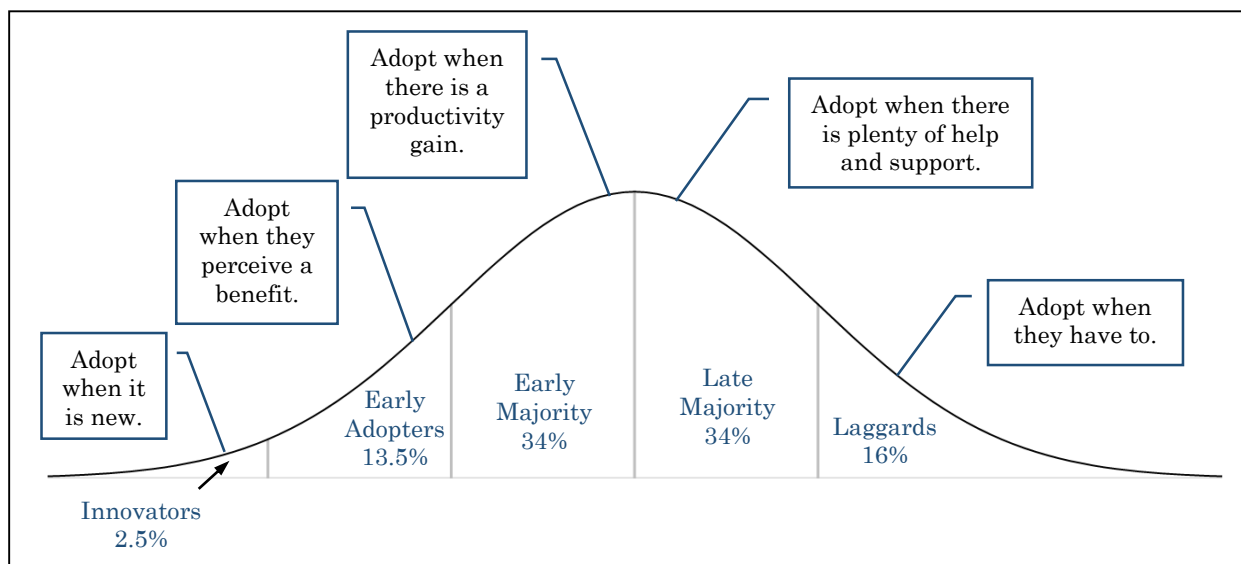 Adopt
when it
is new.
Adopt
when they
perceive a
benefit.
Adopt when
there is a
productivity
gain.
Adopt when there
is plenty of help
and support.
Adopt when
they have to.
Innovators
2.5%
Early
Adopters
13.5%
Early
Majority
34%
Late
Majority
34%
Laggards
16%